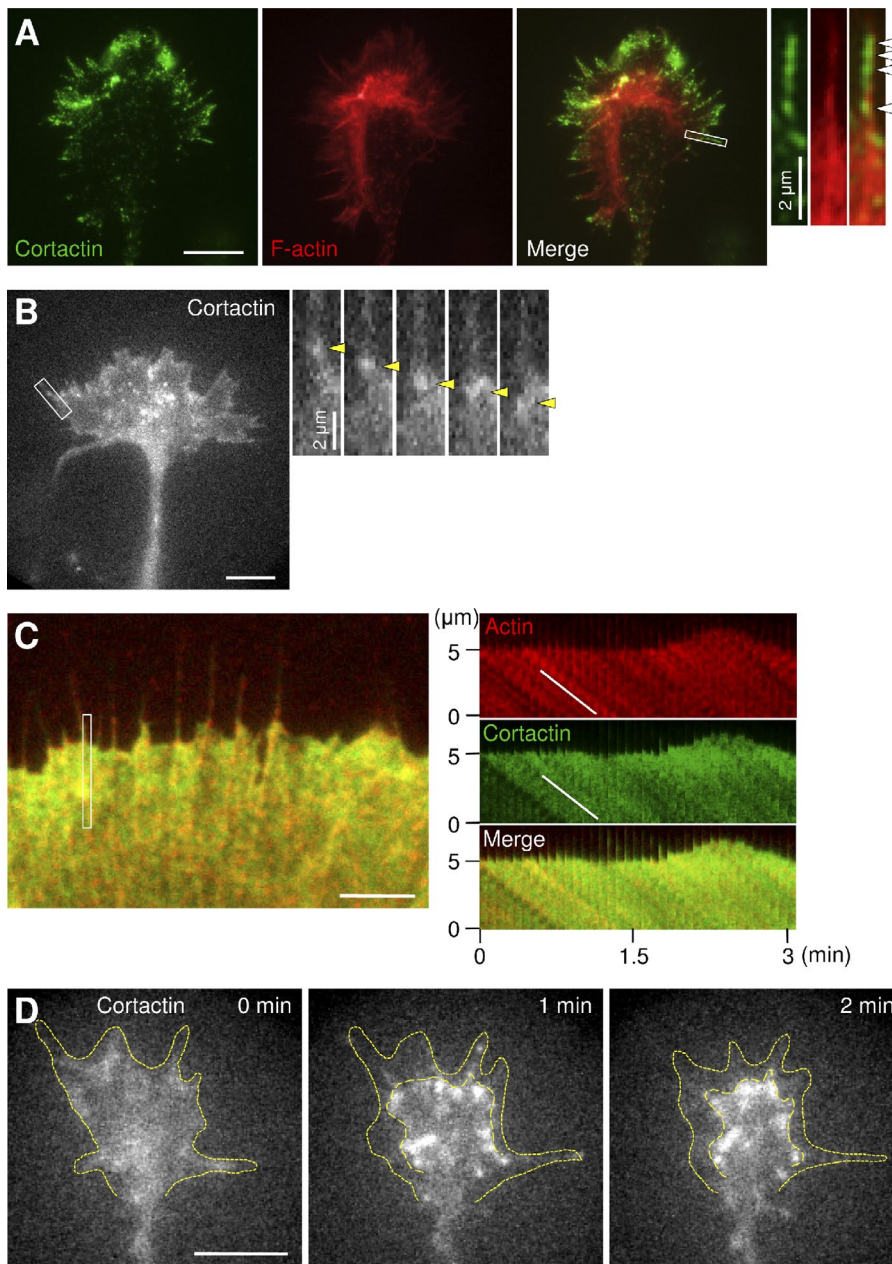 A
Cortactin
F-actin
Merge
2 µm
B
Cortactin
2 µm
C
(µm)
Actin
5
0
Cortactin
5
0
Merge
5
0
0 1.5 3 (min)
D
Cortactin 0 min
1 min
2 min